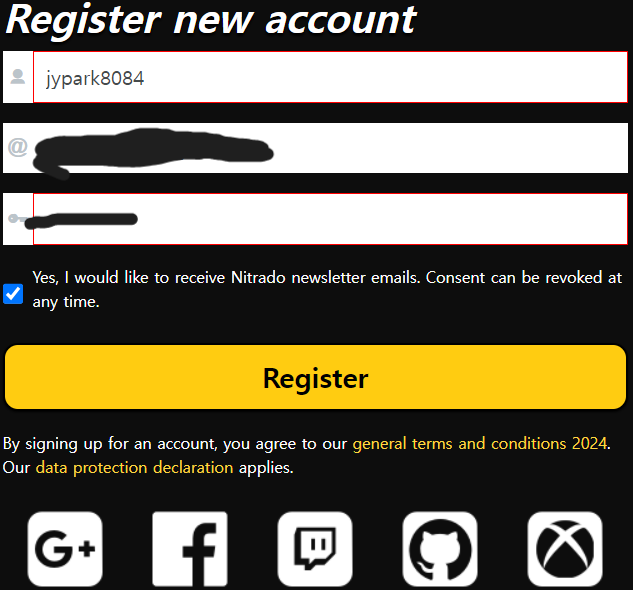 Register new account
jypark8084
@
Yes, I would like to receive Nitrado newsletter emails. Consent can be revoked at
any time.
Register
By signing up for an account, you agree to our general terms and conditions 2024.
Our data protection declaration applies.
G+ f